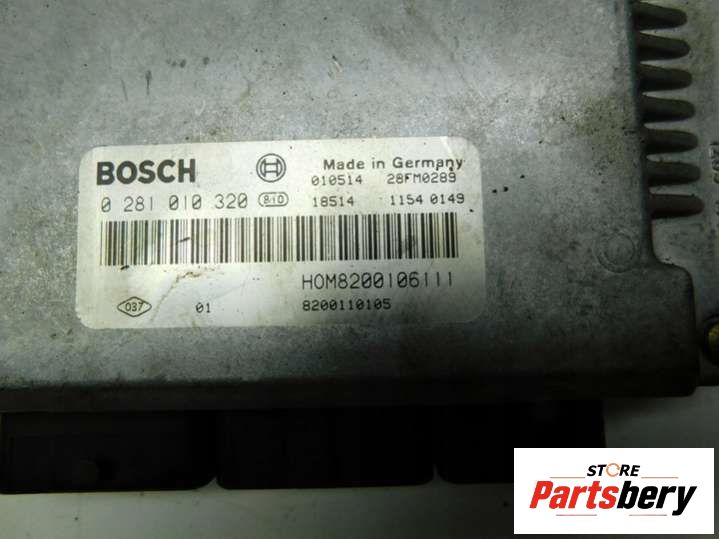 BOSCH
Made in Germany
010514 28FM0289
0 281 010 320 810 18514 1154 0149
HOM8200106111
037 01 8200110105
STORE
Partsbery